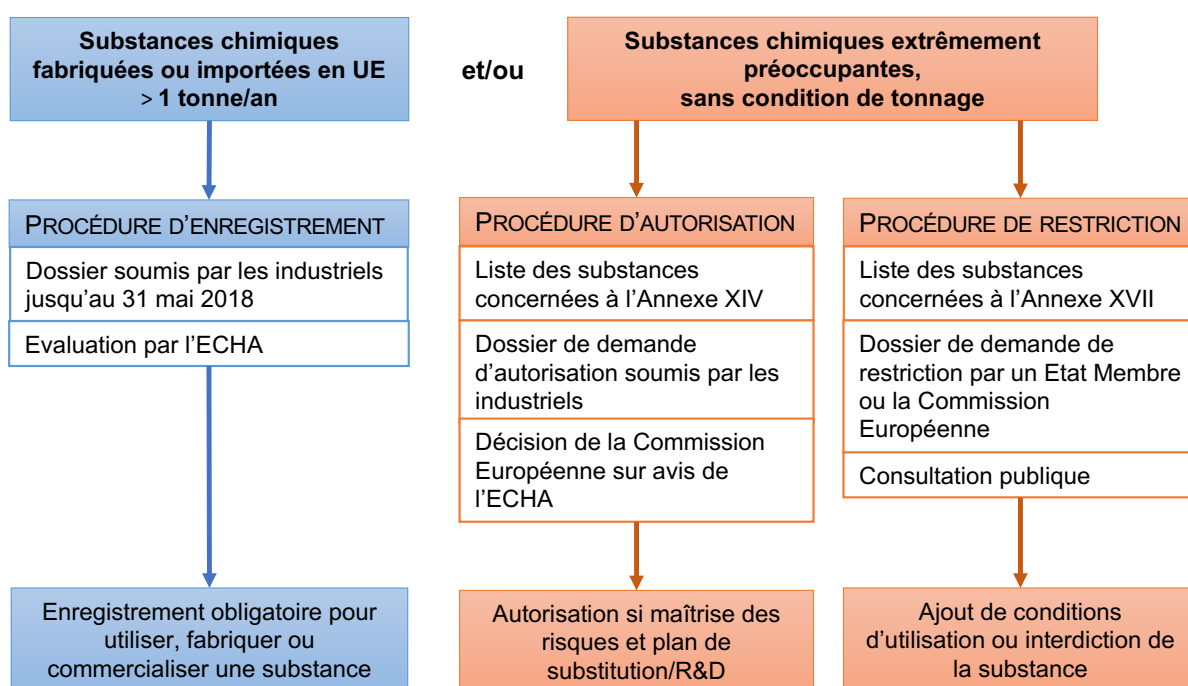 Substances chimiques
fabriquées ou importées en UE
> 1 tonne/an
et/ou
Substances chimiques extrêmement
préoccupantes,
sans condition de tonnage
PROCÉDURE D'ENREGISTREMENT
Dossier soumis par les industriels
jusqu'au 31 mai 2018
Evaluation par l'ECHA
Enregistrement obligatoire pour
utiliser, fabriquer ou
commercialiser une substance
PROCÉDURE D'AUTORISATION
Liste des substances
concernées à l'Annexe XIV
Dossier de demande
d'autorisation soumis par les
industriels
Décision de la Commission
Européenne sur avis de
l'ECHA
Autorisation si maîtrise des
risques et plan de
substitution/R&D
PROCÉDURE DE RESTRICTION
Liste des substances
concernées à l'Annexe XVII
Dossier de demande de
restriction par un Etat Membre
ou la Commission
Européenne
Consultation publique
Ajout de conditions
d'utilisation ou interdiction de
la substance